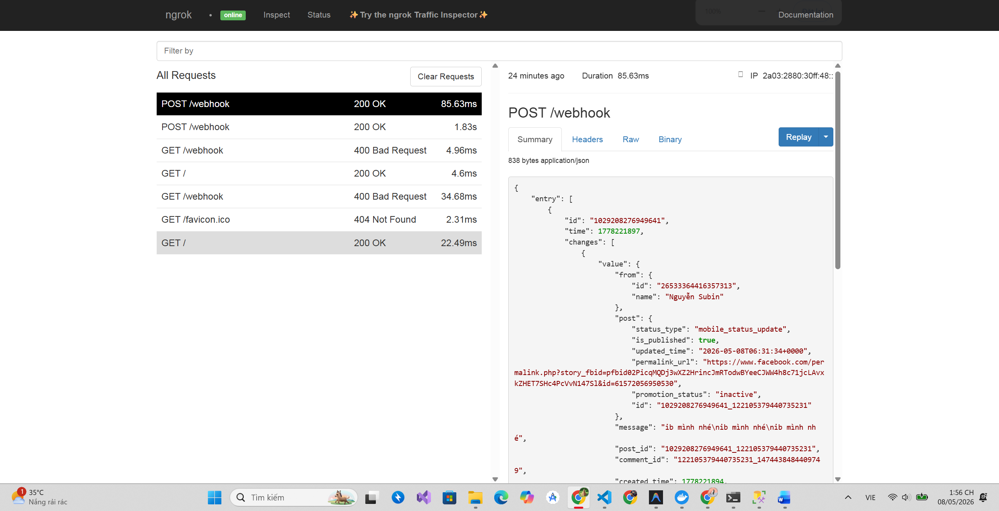 ngrok • online Inspect Status ✨Try the ngrok Traffic Inspector✨ Documentation
100%
Filter by
All Requests
Clear Requests
POST /webhook 200 OK 85.63ms
POST /webhook 200 OK 1.83s
GET /webhook 400 Bad Request 4.96ms
GET / 200 OK 4.6ms
GET /webhook 400 Bad Request 34.68ms
GET /favicon.ico 404 Not Found 2.31ms
GET / 200 OK 22.49ms
24 minutes ago Duration 85.63ms IP 2a03:2880:30ff:48::
POST /webhook
Summary Headers Raw Binary Replay
838 bytes application/json
{
"entry": [
{
"id": "1029208276949641",
"time": 1778221897,
"changes": [
{
"value": {
"from": {
"id": "26533364416357313",
"name": "Nguyễn Subin"
},
"post": {
"status_type": "mobile_status_update",
"is_published": true,
"updated_time": "2026-05-08T06:31:34+0000",
"permalink_url": "https://www.facebook.com/per
malink.php?story_fbid=pfbid02PicqMQDj3wXZ2HrincJmRTodwBYeeCJWW4h8c71jcLAvx
kZHET7SHc4PcVvN147Sl&id=61572056950530",
"promotion_status": "inactive",
"id": "1029208276949641_122105379440735231"
},
"message": "ib mình nhé\nib mình nhé\nib mình nh
é",
"post_id": "1029208276949641_122105379440735231",
"comment_id": "122105379440735231_147443848440974
9",
"created_time": 1778221894,
1
35°C
Nắng rải rác
Tìm kiếm
VIE
1:56 CH
08/05/2026